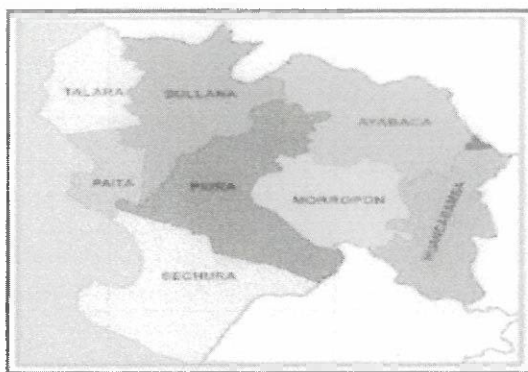 TALARA
SULLANA
AYABACA
PAITA
PIURA
MORROPON
HUANCABAMBA
SECHURA